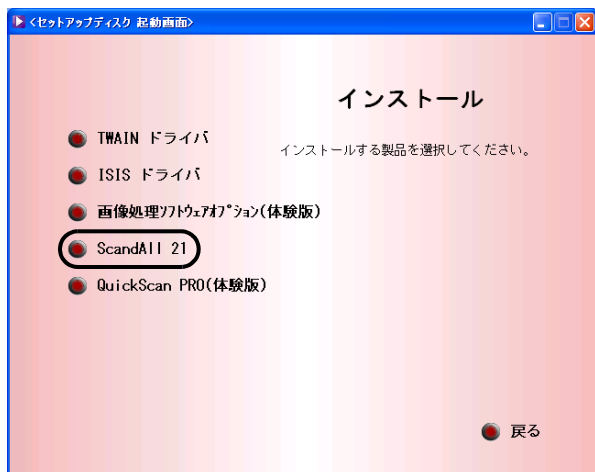 <セットアップディスク 起動画面>
インストール
インストールする製品を選択してください。
TWAIN ドライバ
ISIS ドライバ
画像処理ソフトウェアオプション(体験版)
ScandAll 21
QuickScan PRO(体験版)
戻る